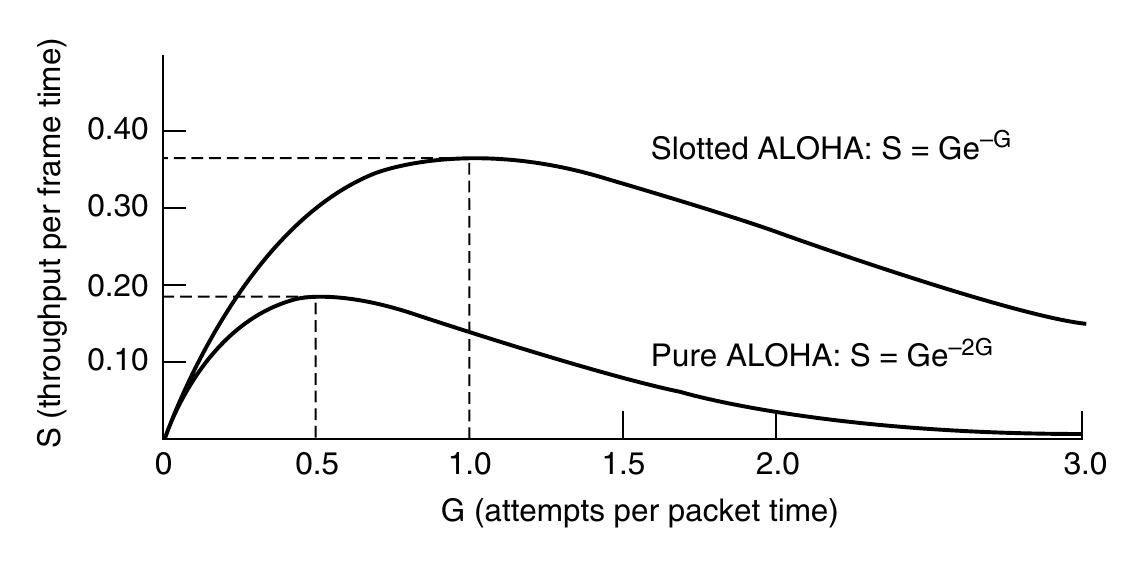 S (throughput per frame time)
0.40
0.30
0.20
0.10
Slotted ALOHA: S = Ge–G
Pure ALOHA: S = Ge–2G
0 0.5 1.0 1.5 2.0 3.0
G (attempts per packet time)